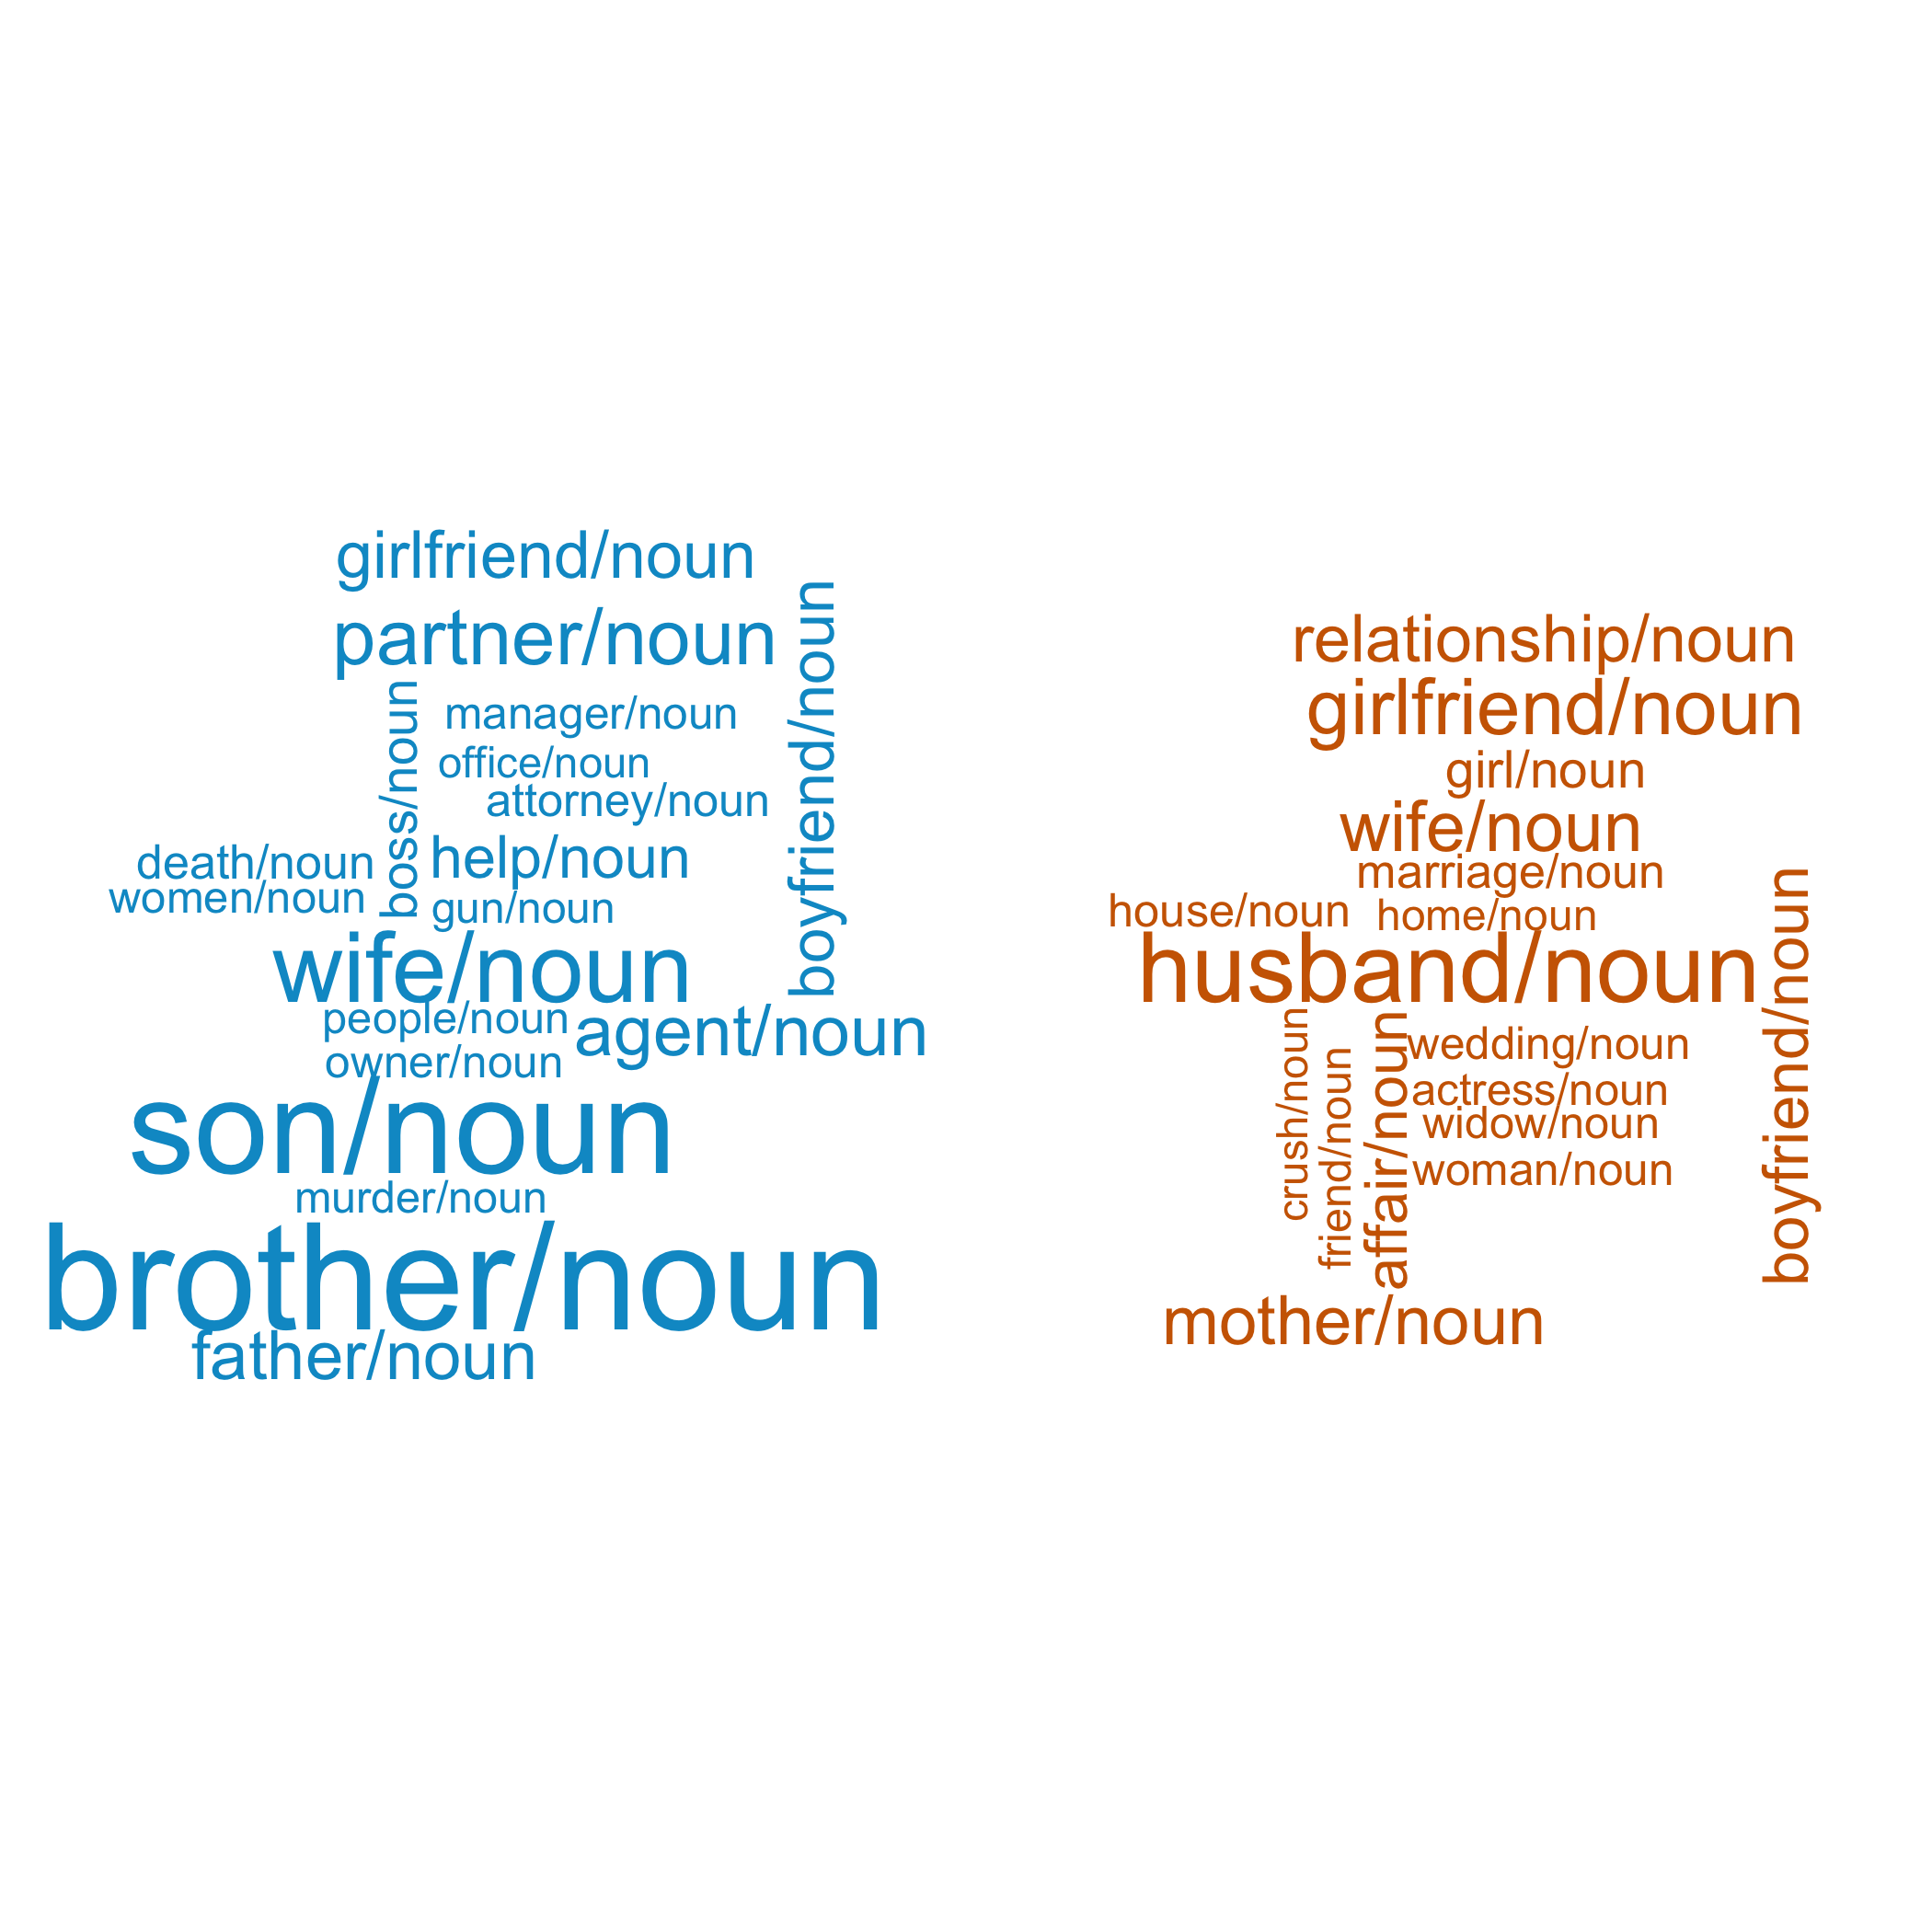 girlfriend/noun
partner/noun
boyfriend/noun
boss/noun
manager/noun
office/noun
attorney/noun
death/noun
help/noun
women/noun
gun/noun
wife/noun
people/noun
agent/noun
owner/noun
son/noun
murder/noun
brother/noun
father/noun
relationship/noun
girlfriend/noun
girl/noun
wife/noun
marriage/noun
house/noun
home/noun
husband/noun
boyfriend/noun
crush/noun
friend/noun
affair/noun
wedding/noun
actress/noun
widow/noun
woman/noun
mother/noun